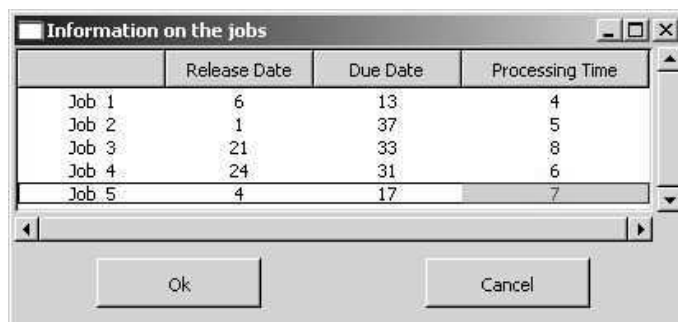 Information on the jobs
Release Date Due Date Processing Time
Job 1 6 13 4
Job 2 1 37 5
Job 3 21 33 8
Job 4 24 31 6
Job 5 4 17 7
Ok Cancel